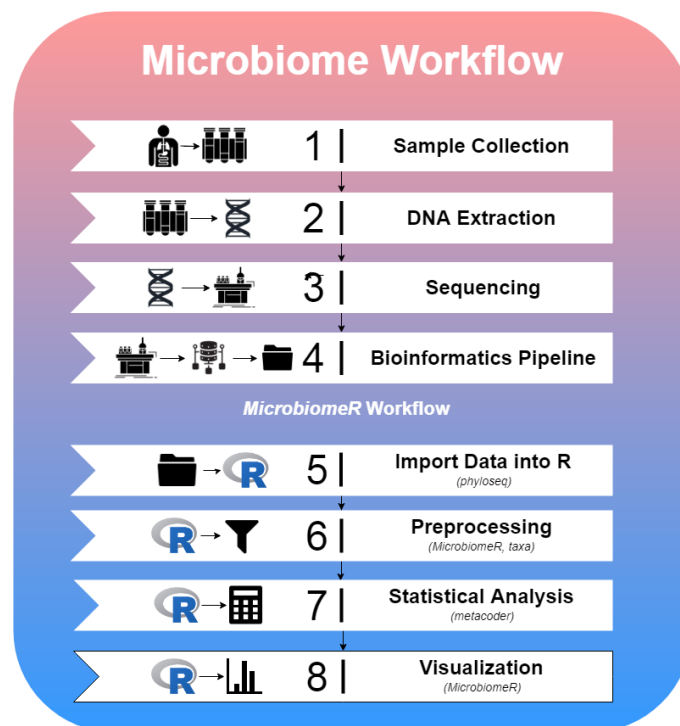 Microbiome Workflow
1 | Sample Collection
2 | DNA Extraction
3 | Sequencing
4 | Bioinformatics Pipeline
MicrobiomeR Workflow
R 5 | Import Data into R
(phyloseq)
R 6 | Preprocessing
(MicrobiomeR, taxa)
R 7 | Statistical Analysis
(metacoder)
R 8 | Visualization
(MicrobiomeR)